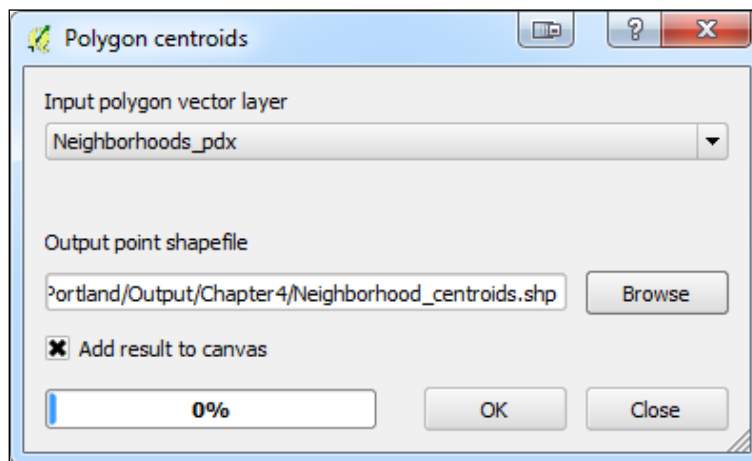 Polygon centroids
Input polygon vector layer
Neighborhoods_pdx
Output point shapefile
Portland/Output/Chapter4/Neighborhood_centroids.shp
Browse
Add result to canvas
0%
OK
Close